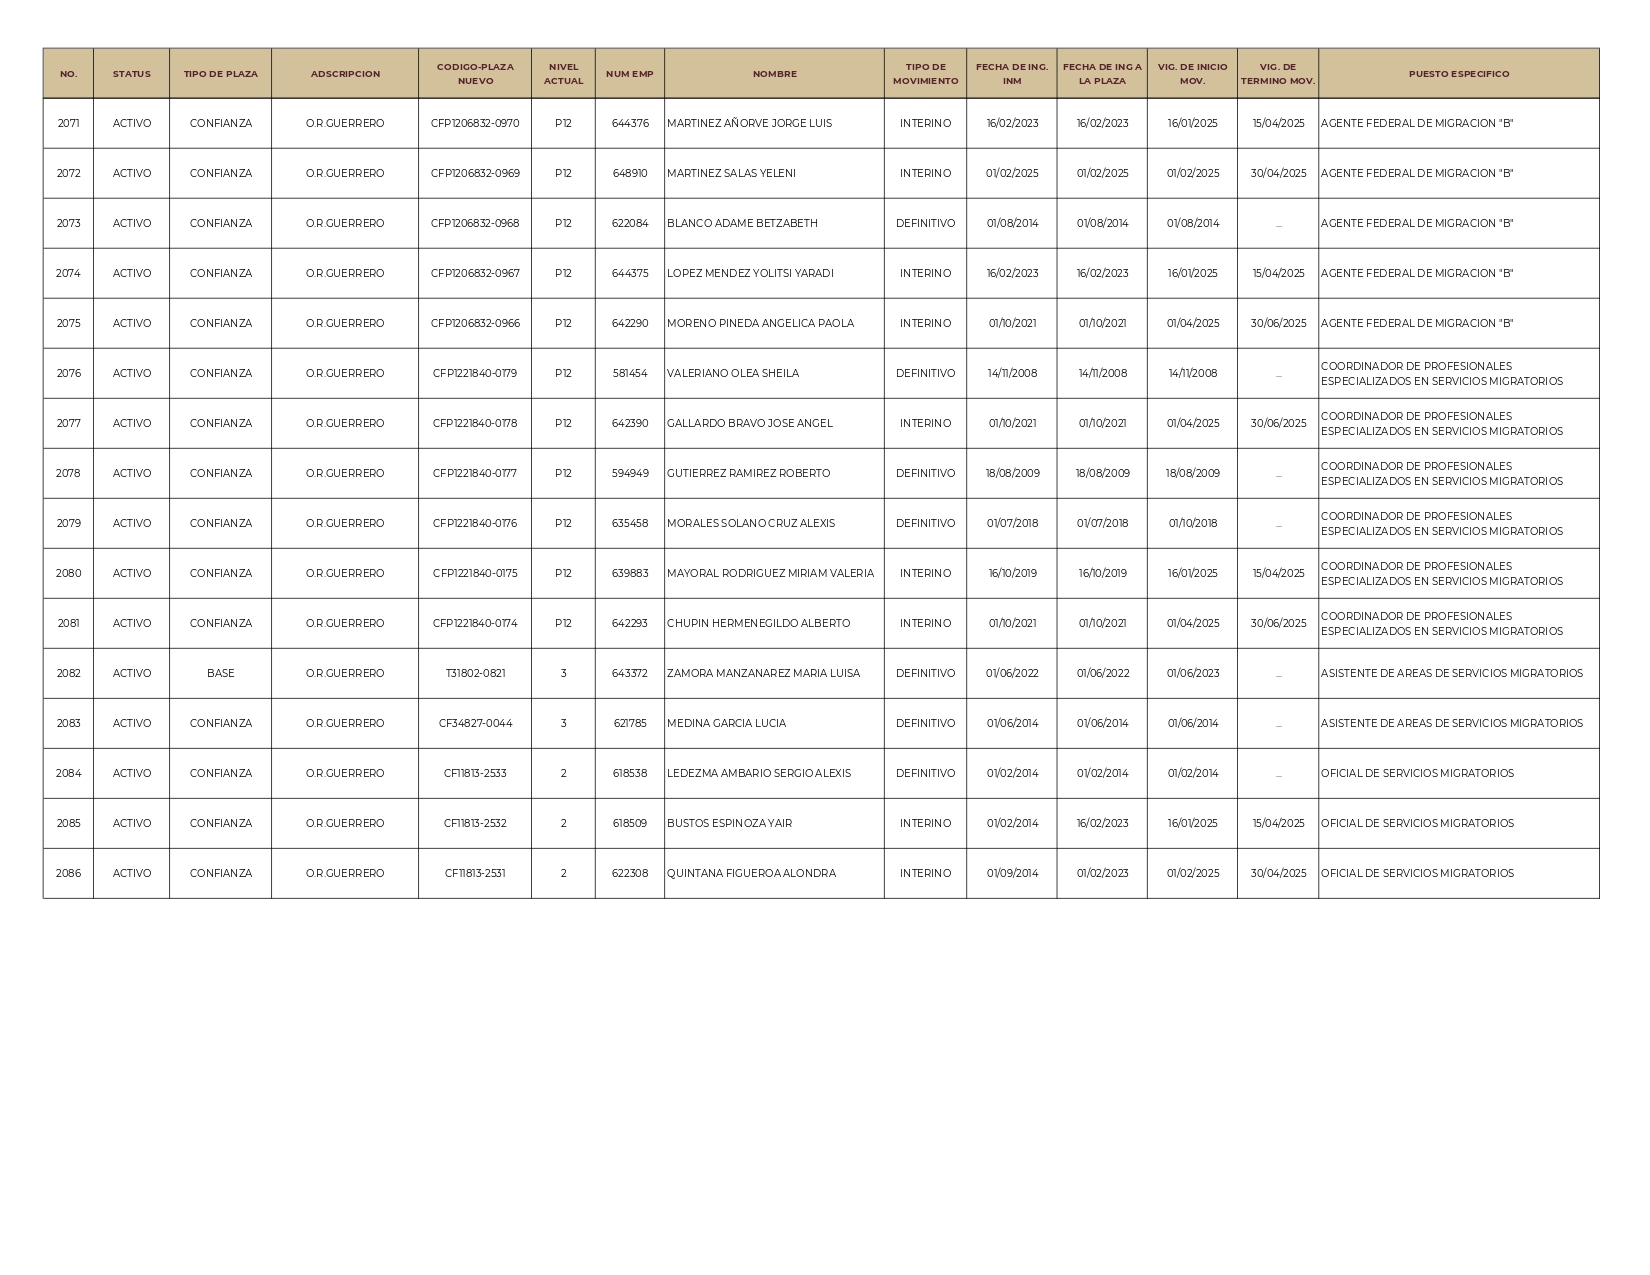 NO. STATUS TIPO DE PLAZA ADSCRIPCION CODIGO-PLAZA NUEVO NIVEL ACTUAL NUM EMP NOMBRE TIPO DE MOVIMIENTO FECHA DE ING. INM FECHA DE ING A LA PLAZA VIG. DE INICIO MOV. VIG. DE TERMINO MOV. PUESTO ESPECIFICO
2071 ACTIVO CONFIANZA O.R.GUERRERO CFP1206832-0970 P12 644376 MARTINEZ AÑORVE JORGE LUIS INTERINO 16/02/2023 16/02/2023 16/01/2025 15/04/2025 AGENTE FEDERAL DE MIGRACION "B"
2072 ACTIVO CONFIANZA O.R.GUERRERO CFP1206832-0969 P12 648910 MARTINEZ SALAS YELENI INTERINO 01/02/2025 01/02/2025 01/02/2025 30/04/2025 AGENTE FEDERAL DE MIGRACION "B"
2073 ACTIVO CONFIANZA O.R.GUERRERO CFP1206832-0968 P12 622084 BLANCO ADAME BETZABETH DEFINITIVO 01/08/2014 01/08/2014 01/08/2014 ... AGENTE FEDERAL DE MIGRACION "B"
2074 ACTIVO CONFIANZA O.R.GUERRERO CFP1206832-0967 P12 644375 LOPEZ MENDEZ YOLITSI YARADI INTERINO 16/02/2023 16/02/2023 16/01/2025 15/04/2025 AGENTE FEDERAL DE MIGRACION "B"
2075 ACTIVO CONFIANZA O.R.GUERRERO CFP1206832-0966 P12 642290 MORENO PINEDA ANGELICA PAOLA INTERINO 01/10/2021 01/10/2021 01/04/2025 30/06/2025 AGENTE FEDERAL DE MIGRACION "B"
2076 ACTIVO CONFIANZA O.R.GUERRERO CFP1221840-0179 P12 581454 VALERIANO OLEA SHEILA DEFINITIVO 14/11/2008 14/11/2008 14/11/2008 ... COORDINADOR DE PROFESIONALES ESPECIALIZADOS EN SERVICIOS MIGRATORIOS
2077 ACTIVO CONFIANZA O.R.GUERRERO CFP1221840-0178 P12 642390 GALLARDO BRAVO JOSE ANGEL INTERINO 01/10/2021 01/10/2021 01/04/2025 30/06/2025 COORDINADOR DE PROFESIONALES ESPECIALIZADOS EN SERVICIOS MIGRATORIOS
2078 ACTIVO CONFIANZA O.R.GUERRERO CFP1221840-0177 P12 594949 GUTIERREZ RAMIREZ ROBERTO DEFINITIVO 18/08/2009 18/08/2009 18/08/2009 ... COORDINADOR DE PROFESIONALES ESPECIALIZADOS EN SERVICIOS MIGRATORIOS
2079 ACTIVO CONFIANZA O.R.GUERRERO CFP1221840-0176 P12 635458 MORALES SOLANO CRUZ ALEXIS DEFINITIVO 01/07/2018 01/07/2018 01/10/2018 ... COORDINADOR DE PROFESIONALES ESPECIALIZADOS EN SERVICIOS MIGRATORIOS
2080 ACTIVO CONFIANZA O.R.GUERRERO CFP1221840-0175 P12 639883 MAYORAL RODRIGUEZ MIRIAM VALERIA INTERINO 16/10/2019 16/10/2019 16/01/2025 15/04/2025 COORDINADOR DE PROFESIONALES ESPECIALIZADOS EN SERVICIOS MIGRATORIOS
2081 ACTIVO CONFIANZA O.R.GUERRERO CFP1221840-0174 P12 642293 CHUPIN HERMENEGILDO ALBERTO INTERINO 01/10/2021 01/10/2021 01/04/2025 30/06/2025 COORDINADOR DE PROFESIONALES ESPECIALIZADOS EN SERVICIOS MIGRATORIOS
2082 ACTIVO BASE O.R.GUERRERO T31802-0821 3 643372 ZAMORA MANZANAREZ MARIA LUISA DEFINITIVO 01/06/2022 01/06/2022 01/06/2023 ... ASISTENTE DE AREAS DE SERVICIOS MIGRATORIOS
2083 ACTIVO CONFIANZA O.R.GUERRERO CF34827-0044 3 621785 MEDINA GARCIA LUCIA DEFINITIVO 01/06/2014 01/06/2014 01/06/2014 ... ASISTENTE DE AREAS DE SERVICIOS MIGRATORIOS
2084 ACTIVO CONFIANZA O.R.GUERRERO CF11813-2533 2 618538 LEDEZMA AMBARIO SERGIO ALEXIS DEFINITIVO 01/02/2014 01/02/2014 01/02/2014 ... OFICIAL DE SERVICIOS MIGRATORIOS
2085 ACTIVO CONFIANZA O.R.GUERRERO CF11813-2532 2 618509 BUSTOS ESPINOZA YAIR INTERINO 01/02/2014 16/02/2023 16/01/2025 15/04/2025 OFICIAL DE SERVICIOS MIGRATORIOS
2086 ACTIVO CONFIANZA O.R.GUERRERO CF11813-2531 2 622308 QUINTANA FIGUEROA ALONDRA INTERINO 01/09/2014 01/02/2023 01/02/2025 30/04/2025 OFICIAL DE SERVICIOS MIGRATORIOS